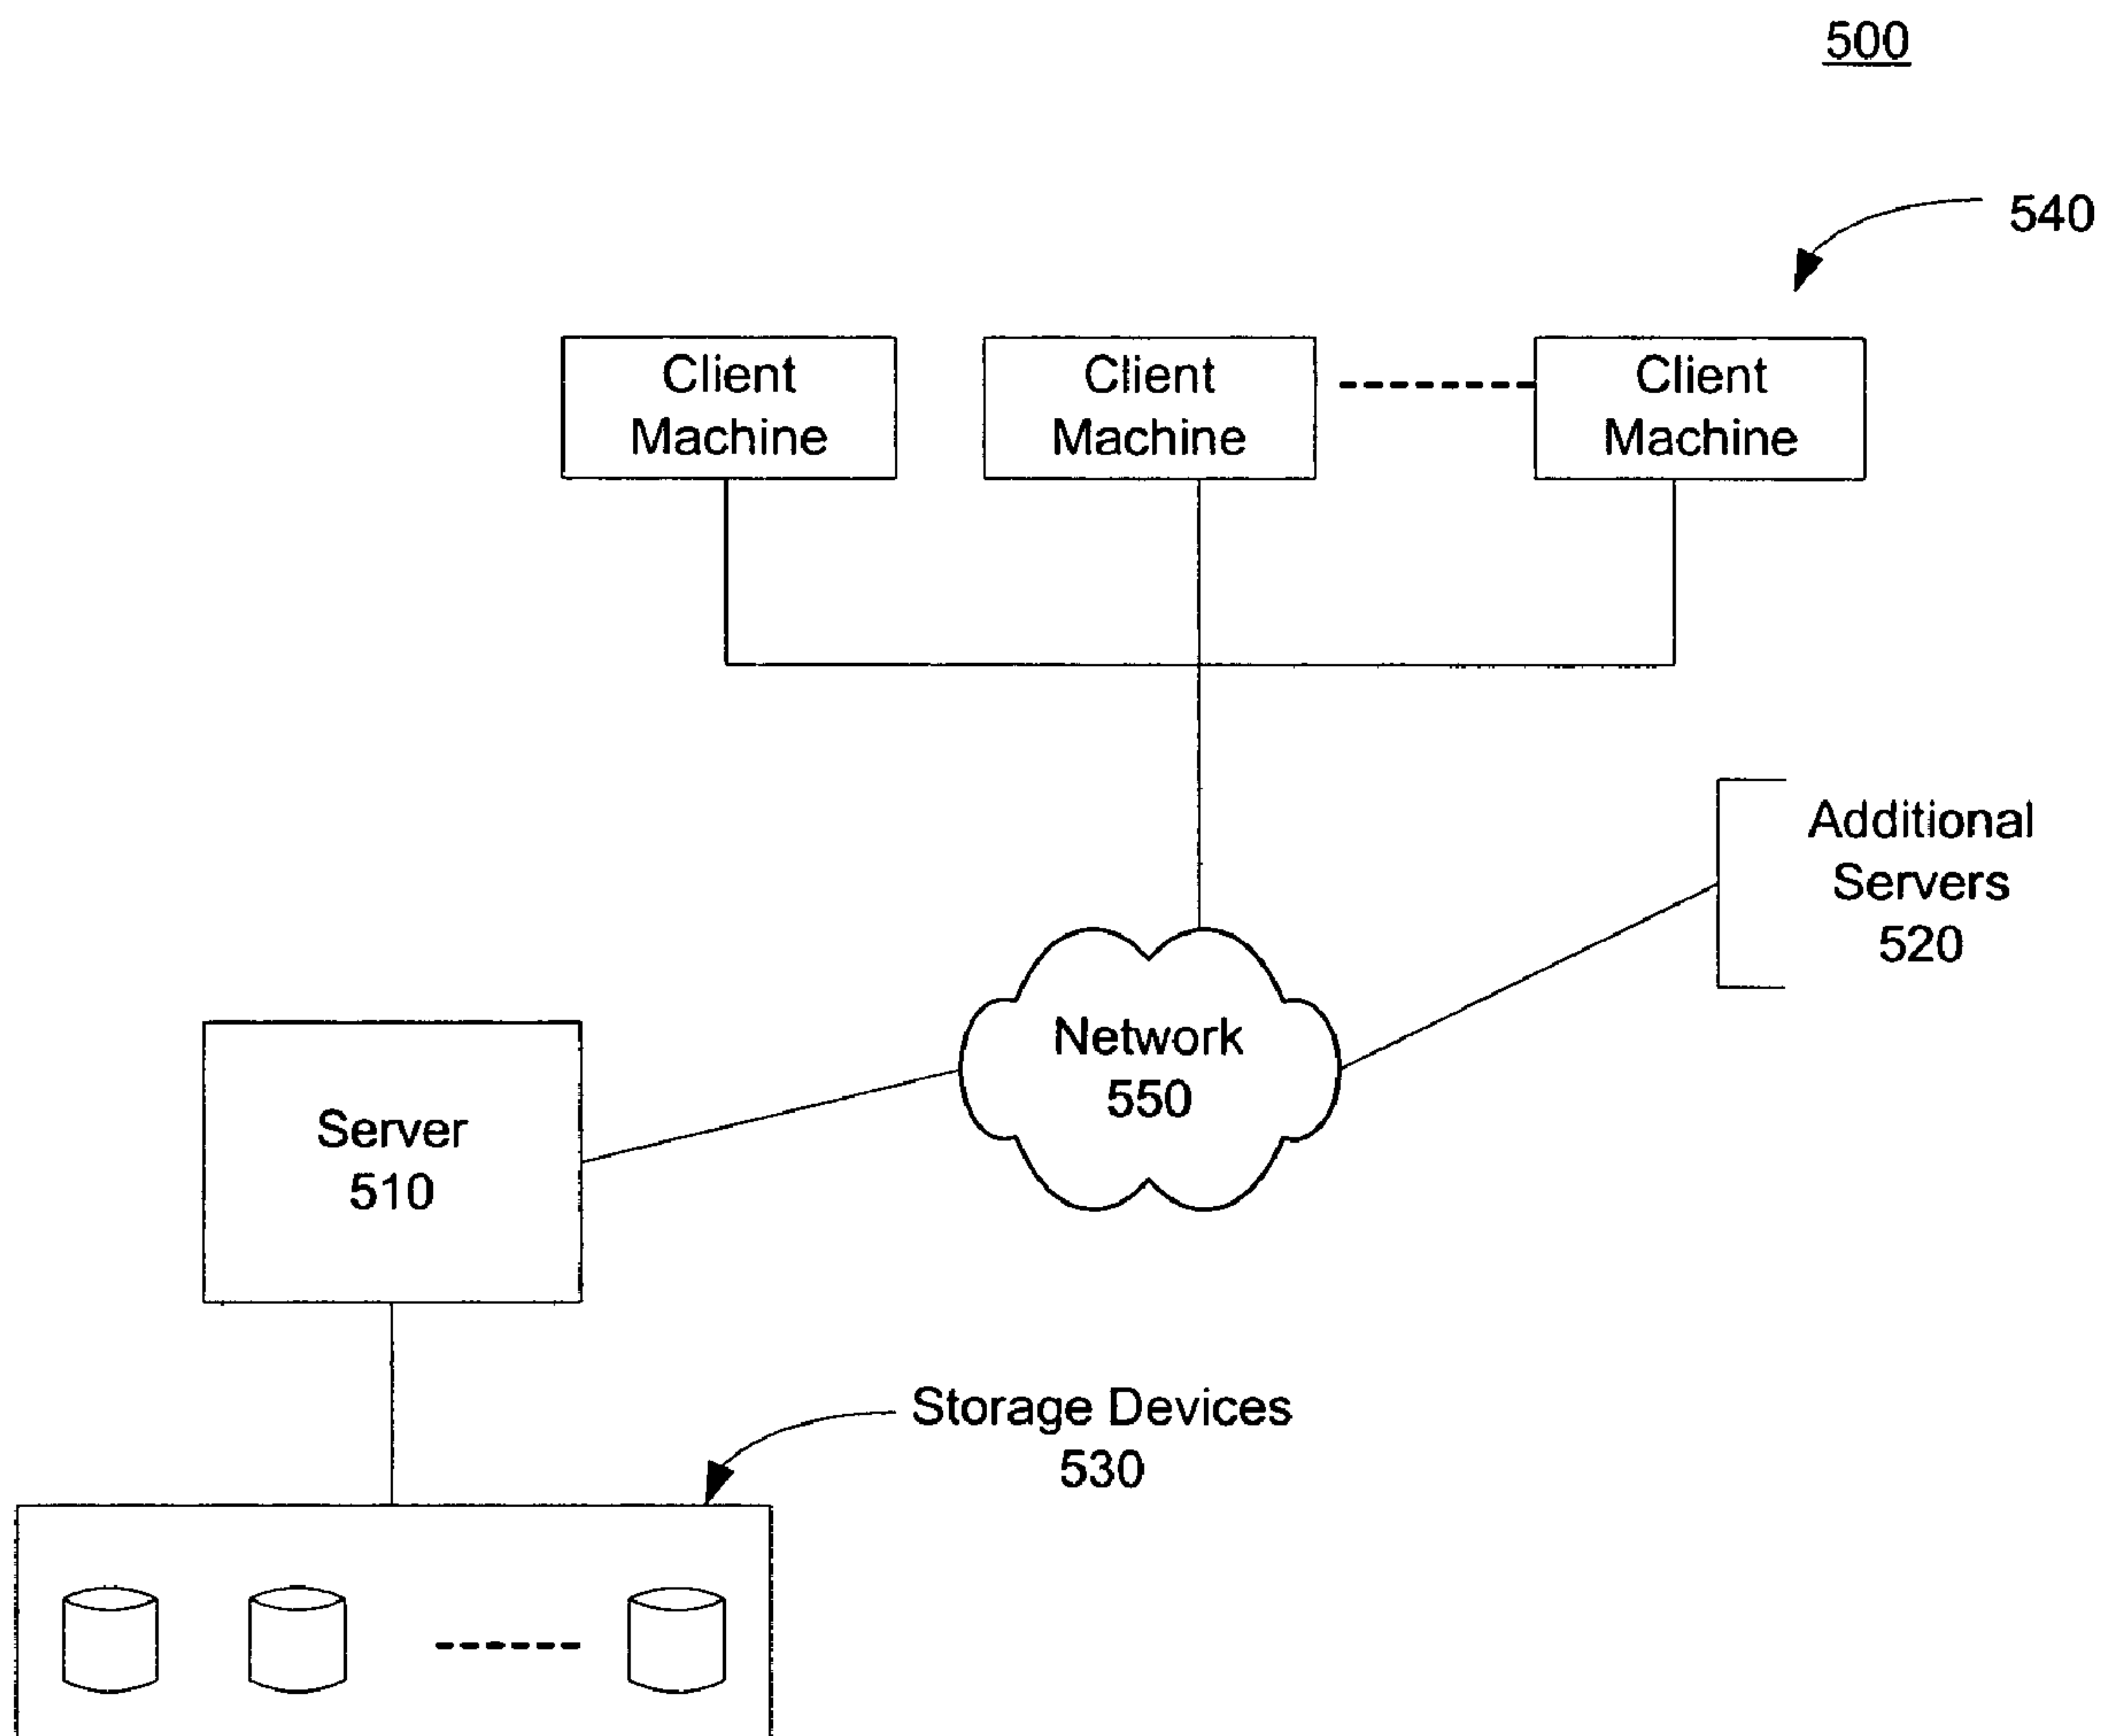 500
540
Client
Machine
Client
Machine
Client
Machine
Additional
Servers
520
Network
550
Server
510
Storage Devices
530